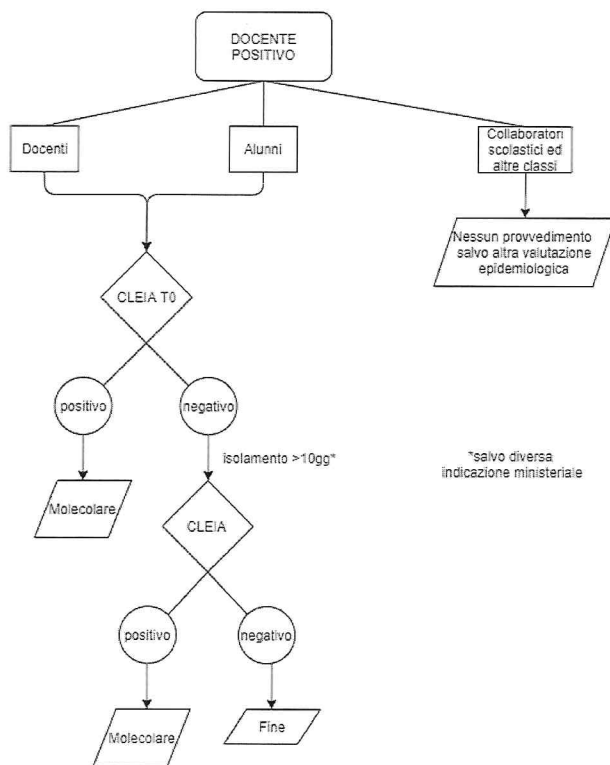 DOCENTE
POSITIVO
Docenti
Alunni
Collaboratori
scolastici ed
altre classi
Nessun provvedimento
salvo altra valutazione
epidemiologica
CLEIA T0
positivo
negativo
isolamento >10gg*
*salvo diversa
indicazione ministeriale
Molecolare
CLEIA
positivo
negativo
Molecolare
Fine